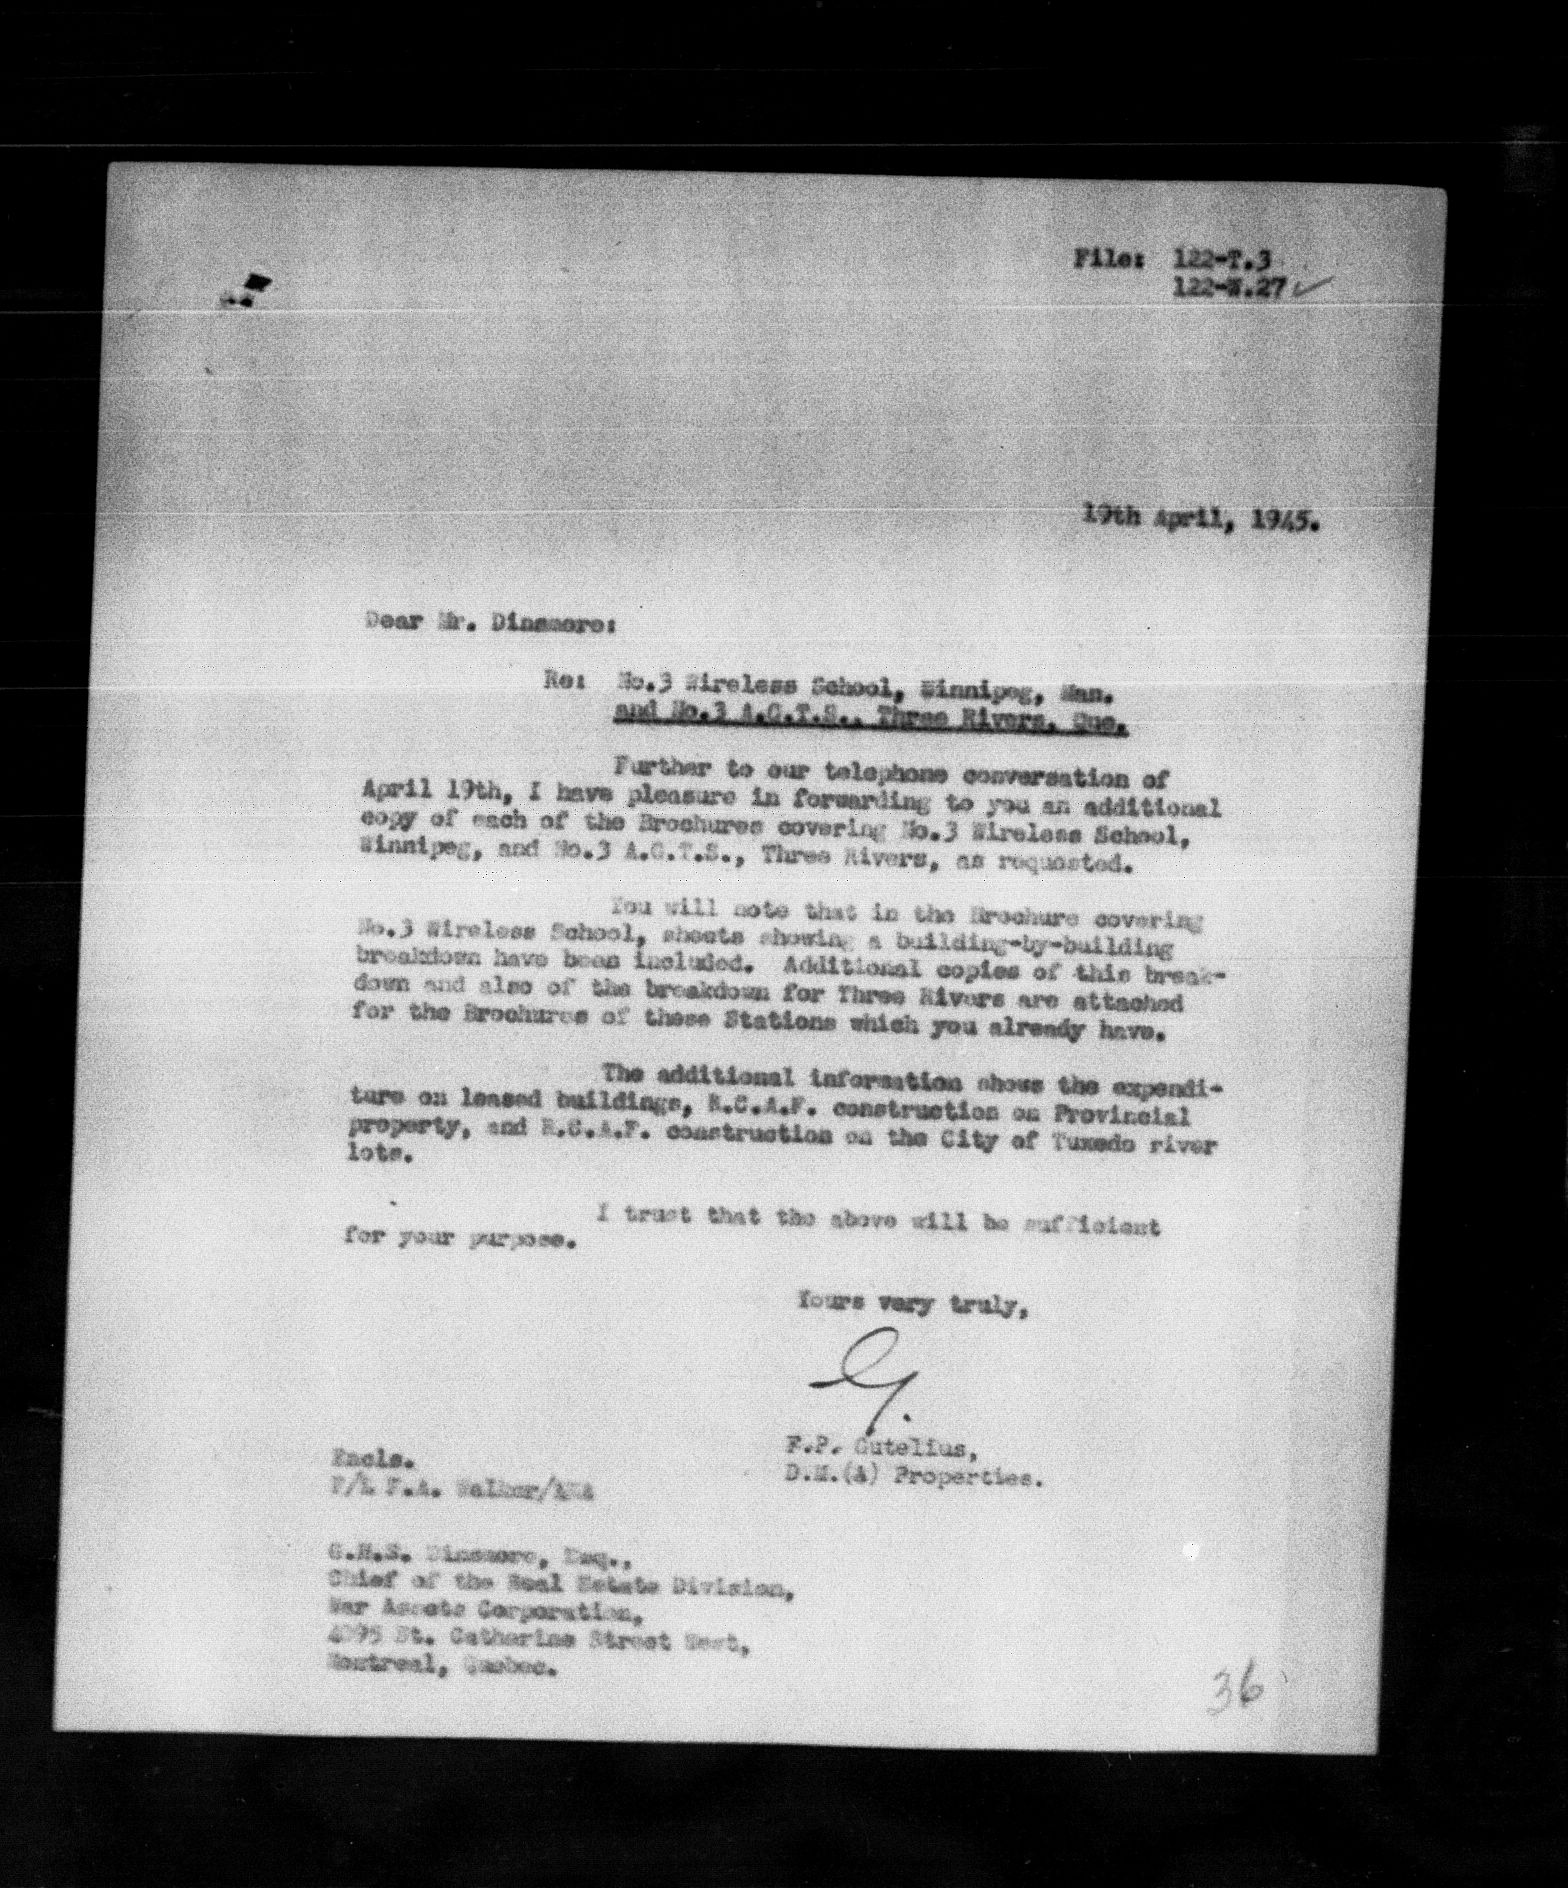 File: 122-T.3
122-W.27 ✓
19th April, 1945.
Dear Mr. Dinsmore:
Re: No.3 Wireless School, Winnipeg, Man.
and No.3 A.G.T.S., Three Rivers, Que.
Further to our telephone conversation of
April 19th, I have pleasure in forwarding to you an additional
copy of each of the Brochures covering No.3 Wireless School,
Winnipeg, and No.3 A.G.T.S., Three Rivers, as requested.
You will note that in the Brochure covering
No.3 Wireless School, sheets showing a building-by-building
breakdown have been included. Additional copies of this break-
down and also of the breakdown for Three Rivers are attached
for the Brochures of these Stations which you already have.
The additional information shows the expendi-
ture on leased buildings, R.C.A.F. construction on Provincial
property, and R.C.A.F. construction on the City of Tuxedo river
lots.
I trust that the above will be sufficient
for your purpose.
Yours very truly,
G.
F.P. Gutelius,
D.M.(A) Properties.
Encls.
F/L F.A. Walker/
G.H.S. Dinsmore, Esq.,
Chief of the Real Estate Division,
War Assets Corporation,
4095 St. Catharine Street West,
Montreal, Quebec.
36